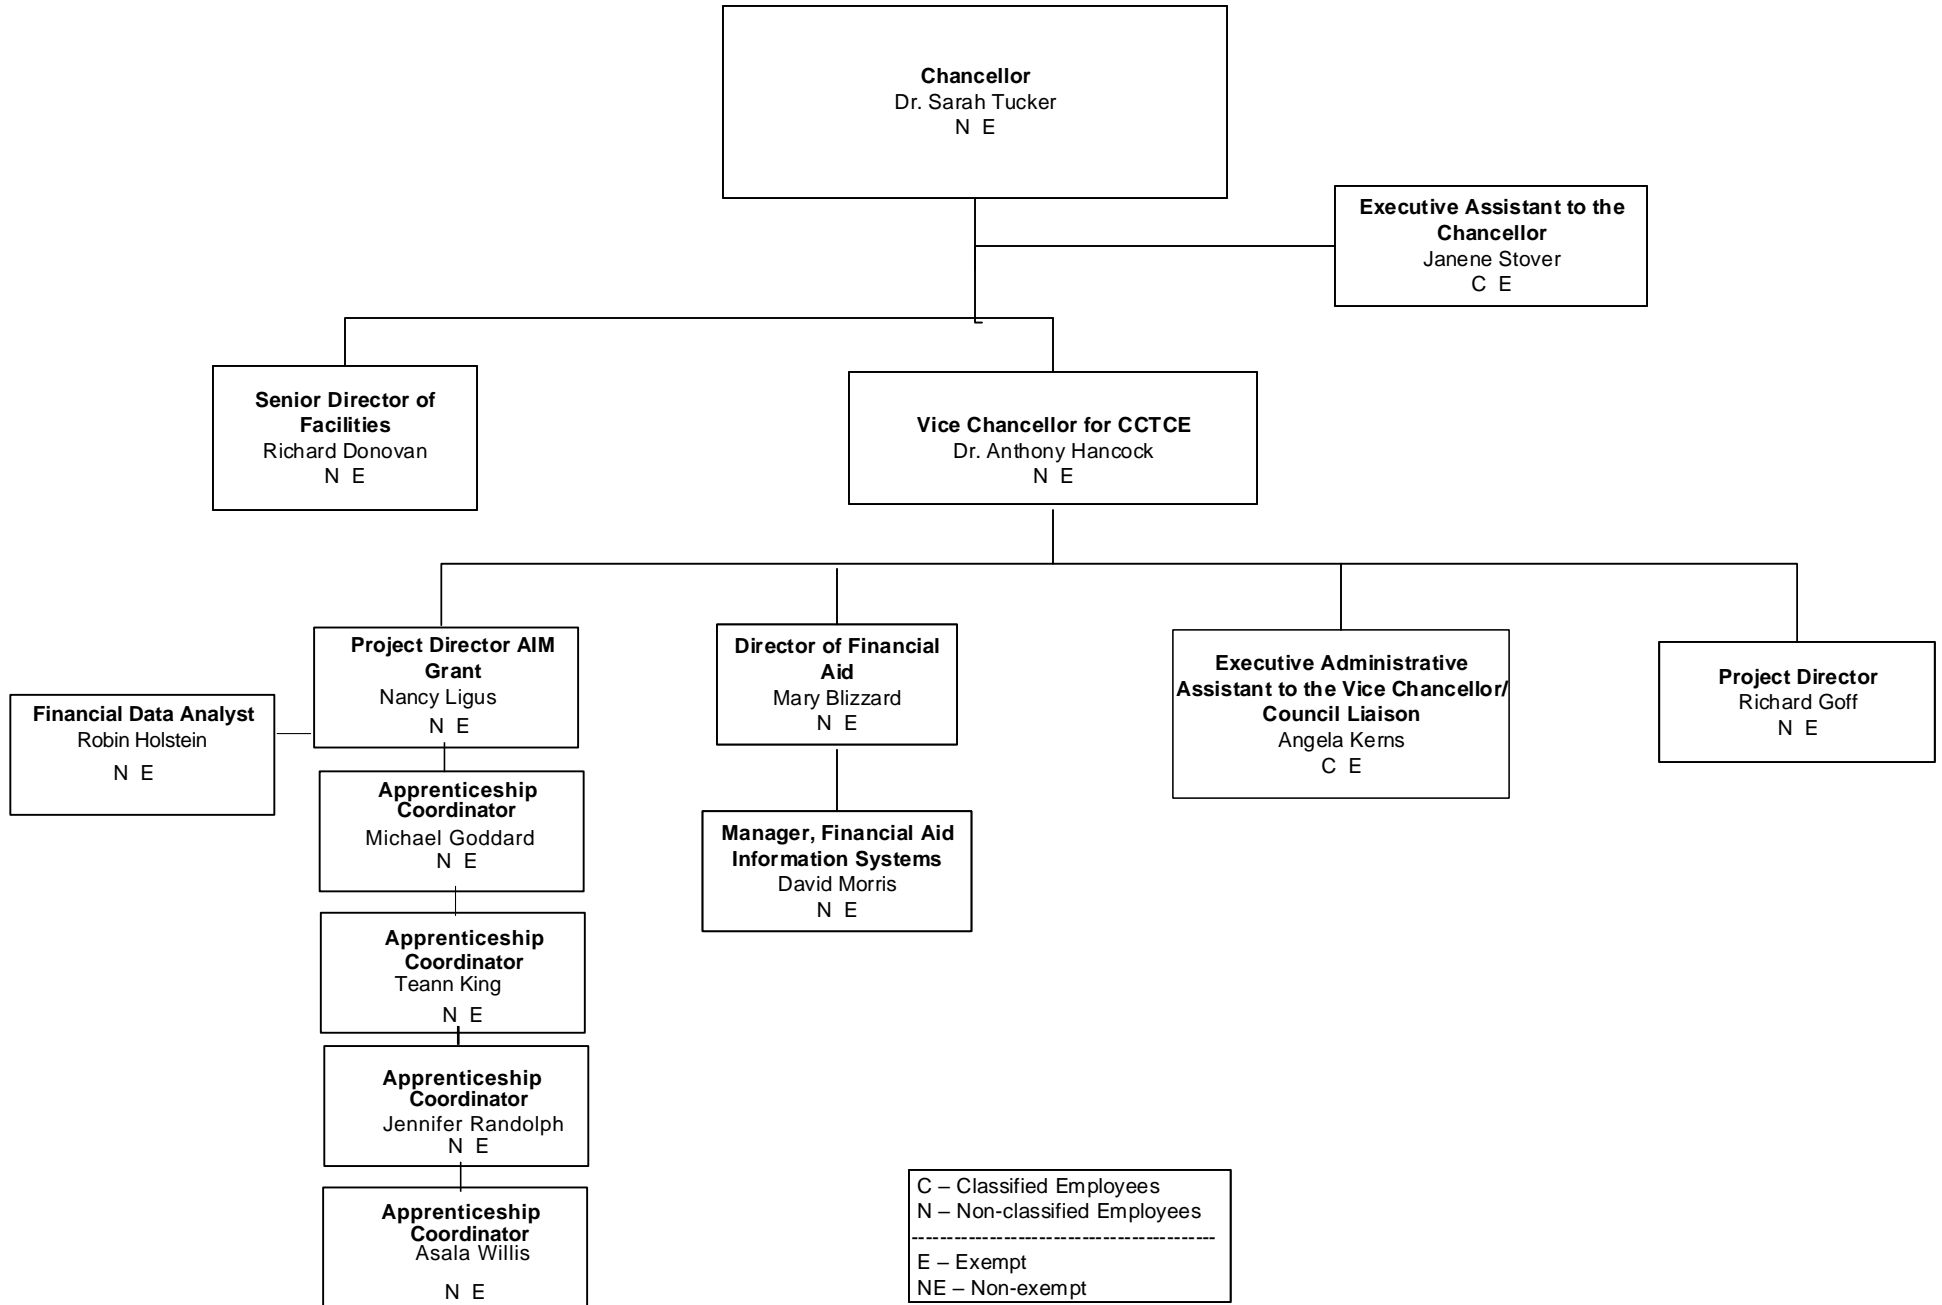 Chancellor
Dr. Sarah Tucker
N E
Executive Assistant to the
Chancellor
Janene Stover
C E
Senior Director of
Facilities
Richard Donovan
N E
Vice Chancellor for CCTCE
Dr. Anthony Hancock
N E
Project Director AIM
Grant
Nancy Ligus
N E
Financial Data Analyst
Robin Holstein
N E
Apprenticeship
Coordinator
Michael Goddard
N E
Apprenticeship
Coordinator
Teann King
N E
Apprenticeship
Coordinator
Jennifer Randolph
N E
Apprenticeship
Coordinator
Asala Willis
N E
Director of Financial
Aid
Mary Blizzard
N E
Manager, Financial Aid
Information Systems
David Morris
N E
Executive Administrative
Assistant to the Vice Chancellor/
Council Liaison
Angela Kerns
C E
Project Director
Richard Goff
N E
C – Classified Employees
N – Non-classified Employees
-------------------------------------------
E – Exempt
NE – Non-exempt